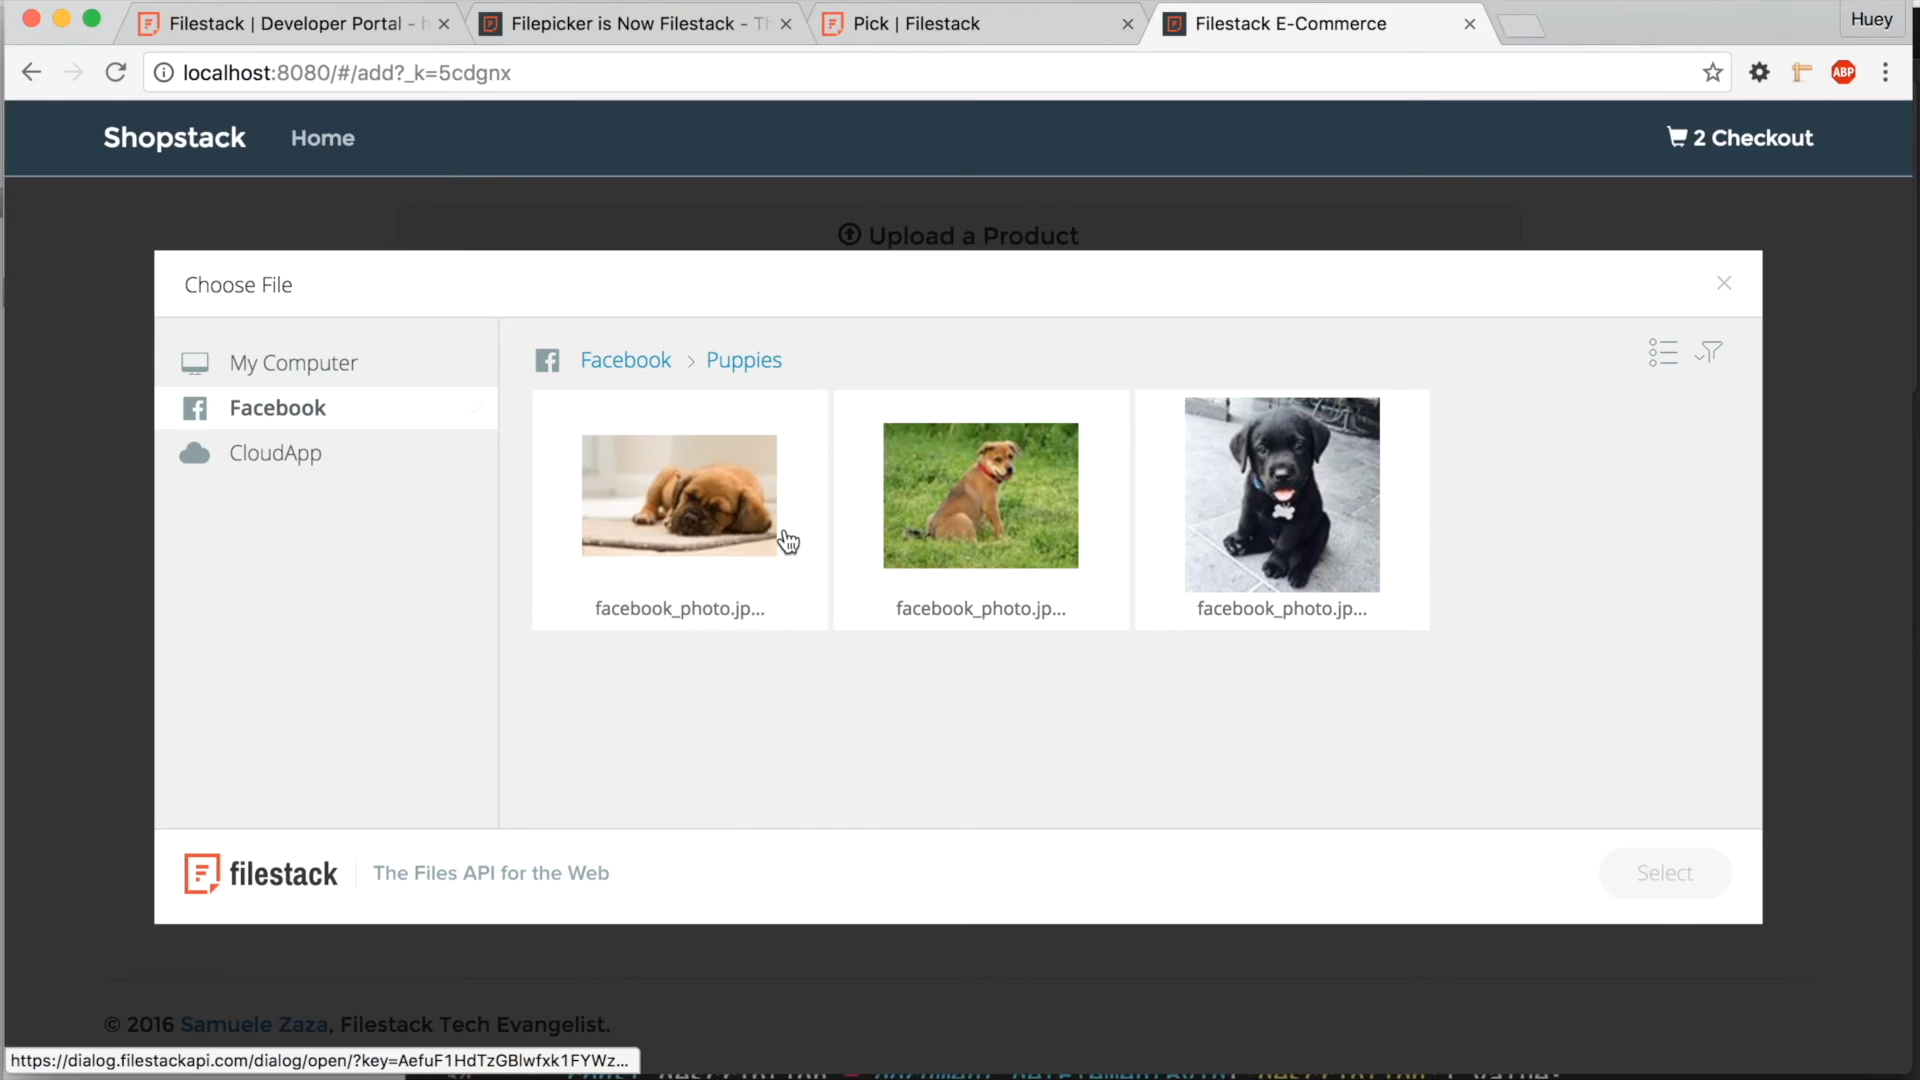 Filestack | Developer Portal -
Filepicker is Now Filestack -
Pick | Filestack
Filestack E-Commerce
Huey
localhost:8080/#/add?_k=5cdgnx
ABP
Shopstack
Home
2 Checkout
Upload a Product
Choose File
My Computer
Facebook
CloudApp
Facebook > Puppies
facebook_photo.jp...
facebook_photo.jp...
facebook_photo.jp...
filestack
The Files API for the Web
Select
© 2016 Samuele Zaza, Filestack Tech Evangelist.
https://dialog.filestackapi.com/dialog/open/?key=AefuF1HdTzGBlwfxk1FYWz...